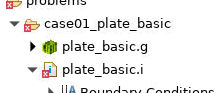 problems
case01_plate_basic
plate_basic.g
plate_basic.i
Boundary Conditions